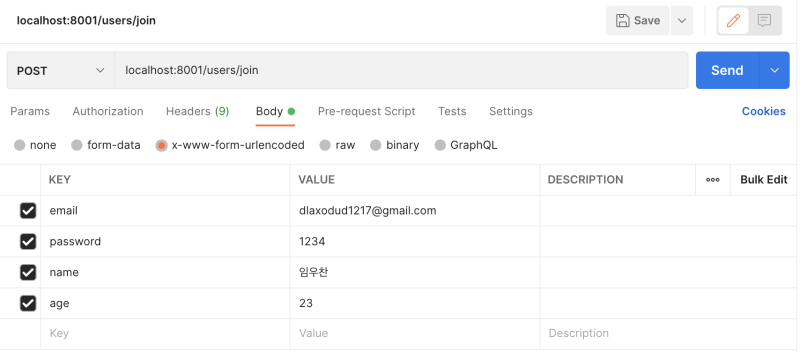 localhost:8001/users/join Save
POST localhost:8001/users/join Send
Params Authorization Headers (9) Body Pre-request Script Tests Settings Cookies
none form-data x-www-form-urlencoded raw binary GraphQL
KEY VALUE DESCRIPTION Bulk Edit
email dlaxodud1217@gmail.com
password 1234
name 임우찬
age 23
Key Value Description